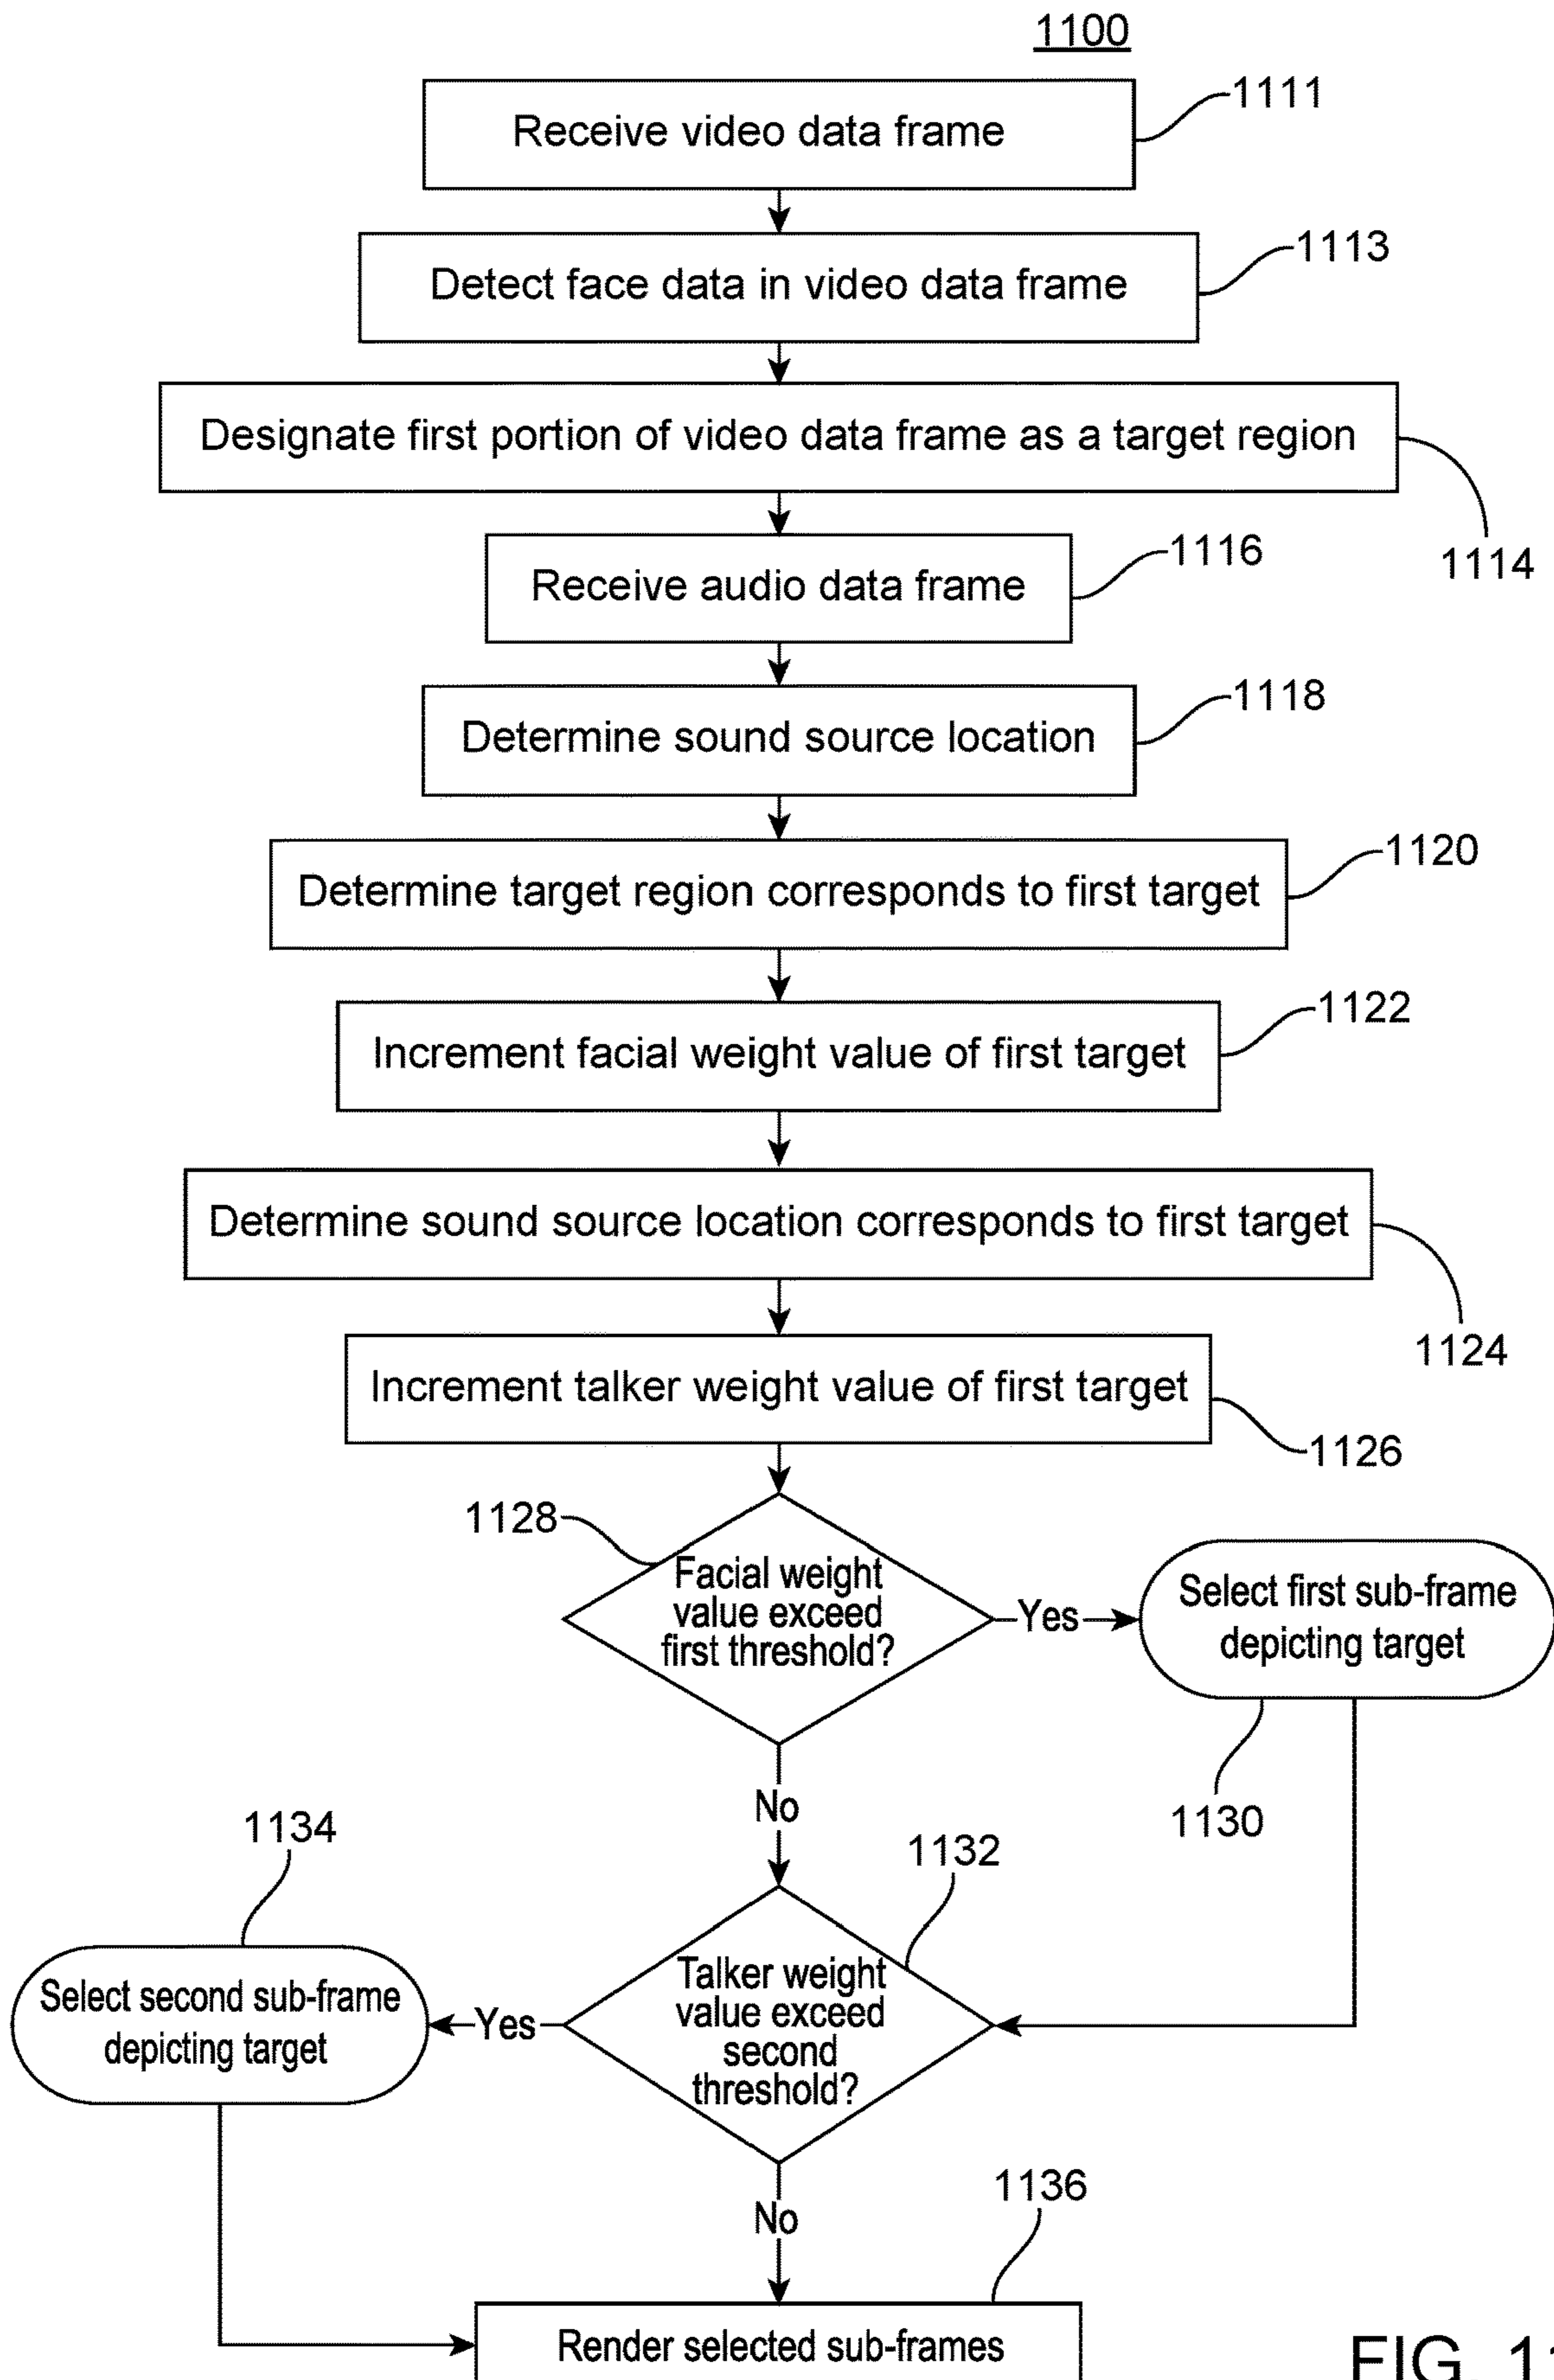 1100
Receive video data frame
1111
Detect face data in video data frame
1113
Designate first portion of video data frame as a target region
1114
Receive audio data frame
1116
Determine sound source location
1118
Determine target region corresponds to first target
1120
Increment facial weight value of first target
1122
Determine sound source location corresponds to first target
1124
Increment talker weight value of first target
1126
1128
Facial weight
value exceed
first threshold?
Yes
Select first sub-frame
depicting target
1130
No
1132
Talker weight
value exceed
second
threshold?
Yes
1134
Select second sub-frame
depicting target
No
1136
Render selected sub-frames
FIG. 11